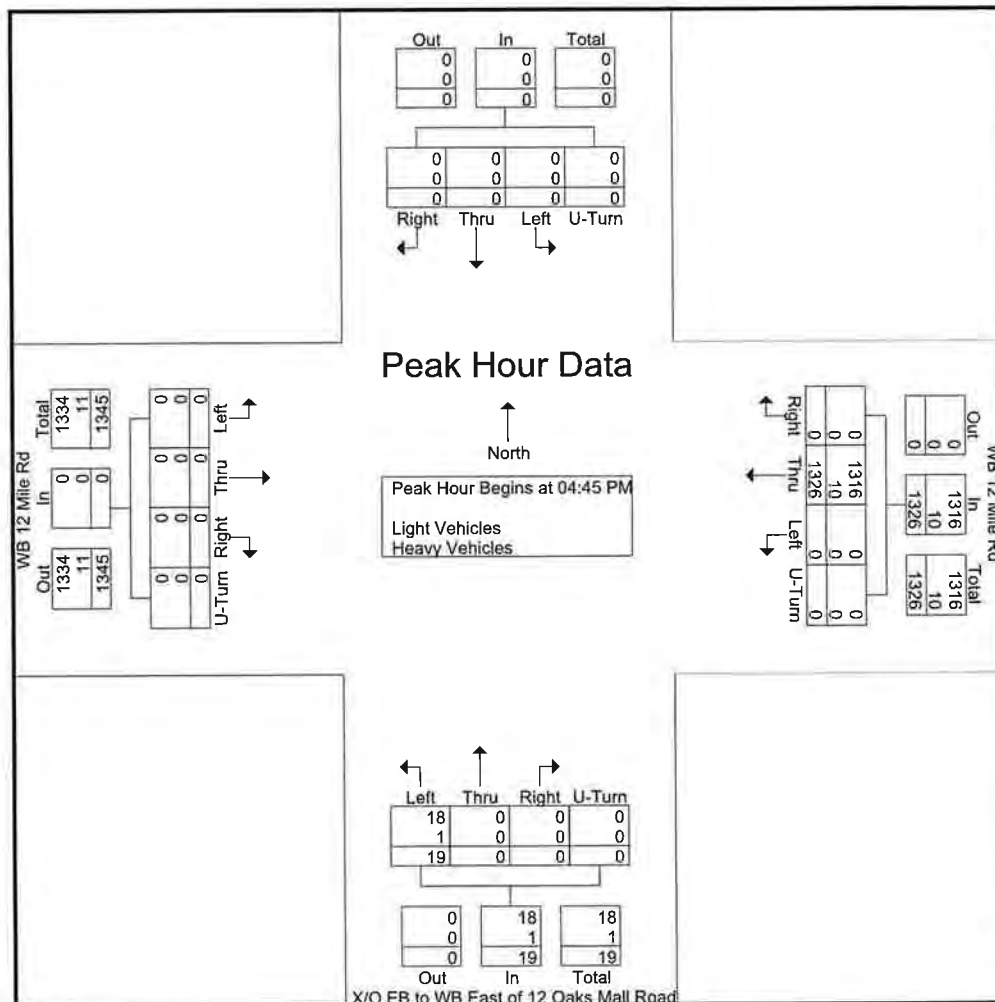 Out In Total
0 0 0
0 0 0
0 0 0
0 0 0 0
0 0 0 0
0 0 0 0
Right Thru Left U-Turn
Peak Hour Data
North
Peak Hour Begins at 04:45 PM
Light Vehicles
Heavy Vehicles
WB 12 Mile Rd
Total In Out
1334 0 1334
11 0 11
1345 0 1345
Left Thru Right U-Turn
0 0 0 0
0 0 0 0
0 0 0 0
WB 12 Mile Rd
Out In Total
0 1316 1316
0 10 10
0 1326 1326
Right Thru Left U-Turn
0 1316 0 0
0 10 0 0
0 1326 0 0
Left Thru Right U-Turn
18 0 0 0
1 0 0 0
19 0 0 0
0 18 18
0 1 1
0 19 19
Out In Total
X/O EB to WB East of 12 Oaks Mall Road